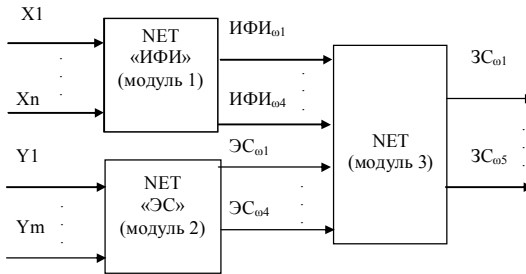 X1
Xn
NET
«ИФИ»
(модуль 1)
ИФИω1
ИФИω4
Y1
Ym
NET
«ЭС»
(модуль 2)
ЭСω1
ЭСω4
NET
(модуль 3)
ЗСω1
ЗСω5